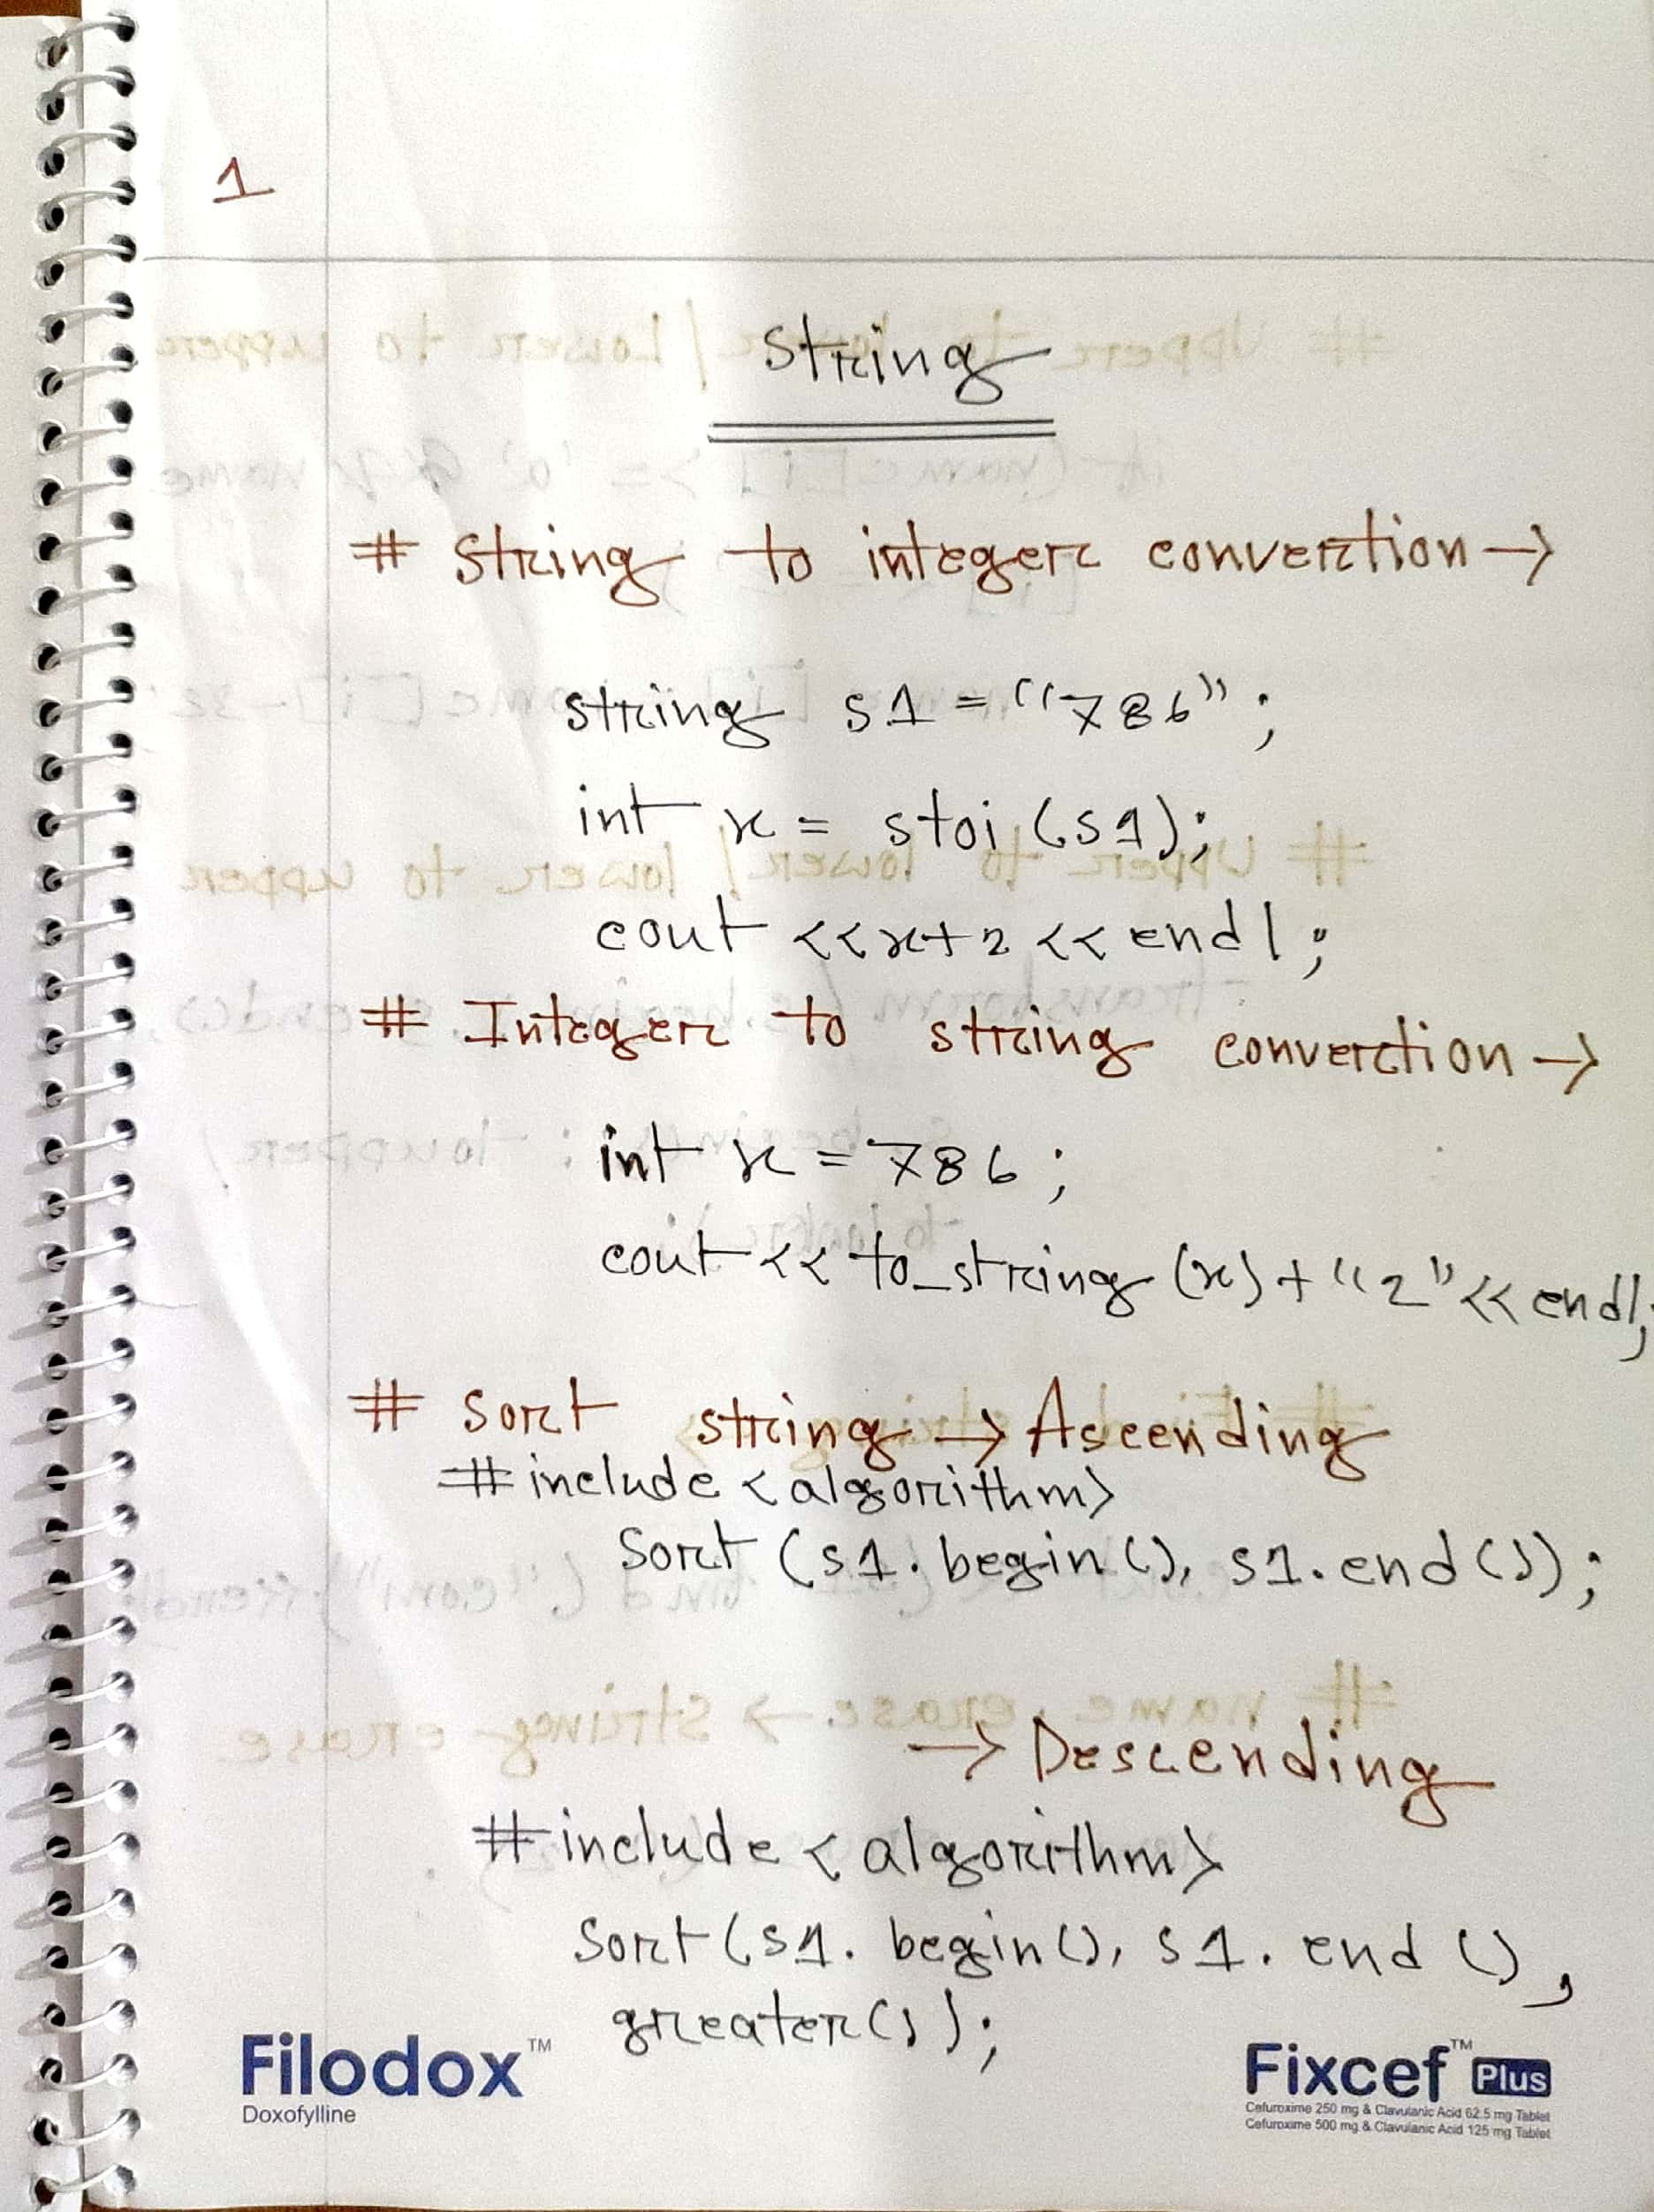 1
string
# string to integer convertion →
string s1 = "786";
int x = stoi (s1);
cout <<x+2 << endl;
# Integer to string convertion →
int x = 786;
cout << to_string (x) + "2" << endl;
# Sort string → Ascending
#include <algorithm>
Sort (s1.begin(), s1.end());
→ Descending
#include <algorithm>
Sort (s1. begin(), s1. end (),
greater());
Filodox™
Doxofylline
Fixcef™ Plus
Cefuroxime 250 mg & Clavulanic Acid 62.5 mg Tablet
Cefuroxime 500 mg & Clavulanic Acid 125 mg Tablet